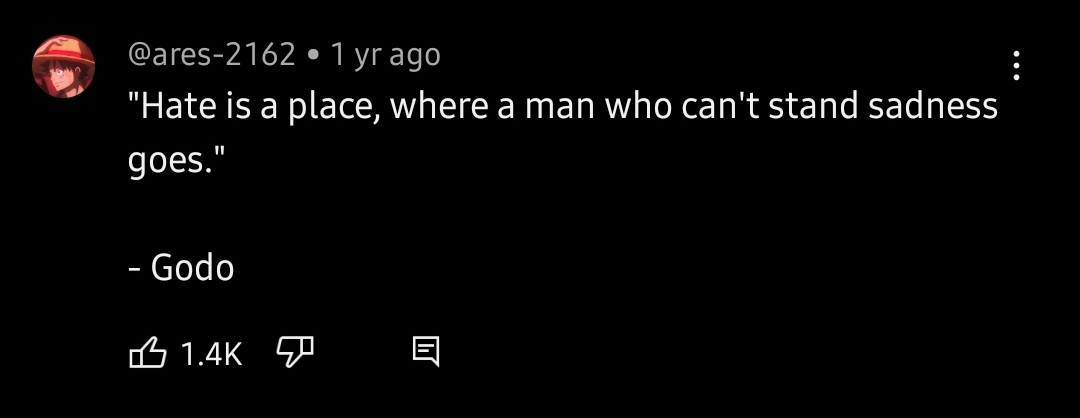 @ares-2162 • 1 yr ago
"Hate is a place, where a man who can't stand sadness
goes."
- Godo
1.4K